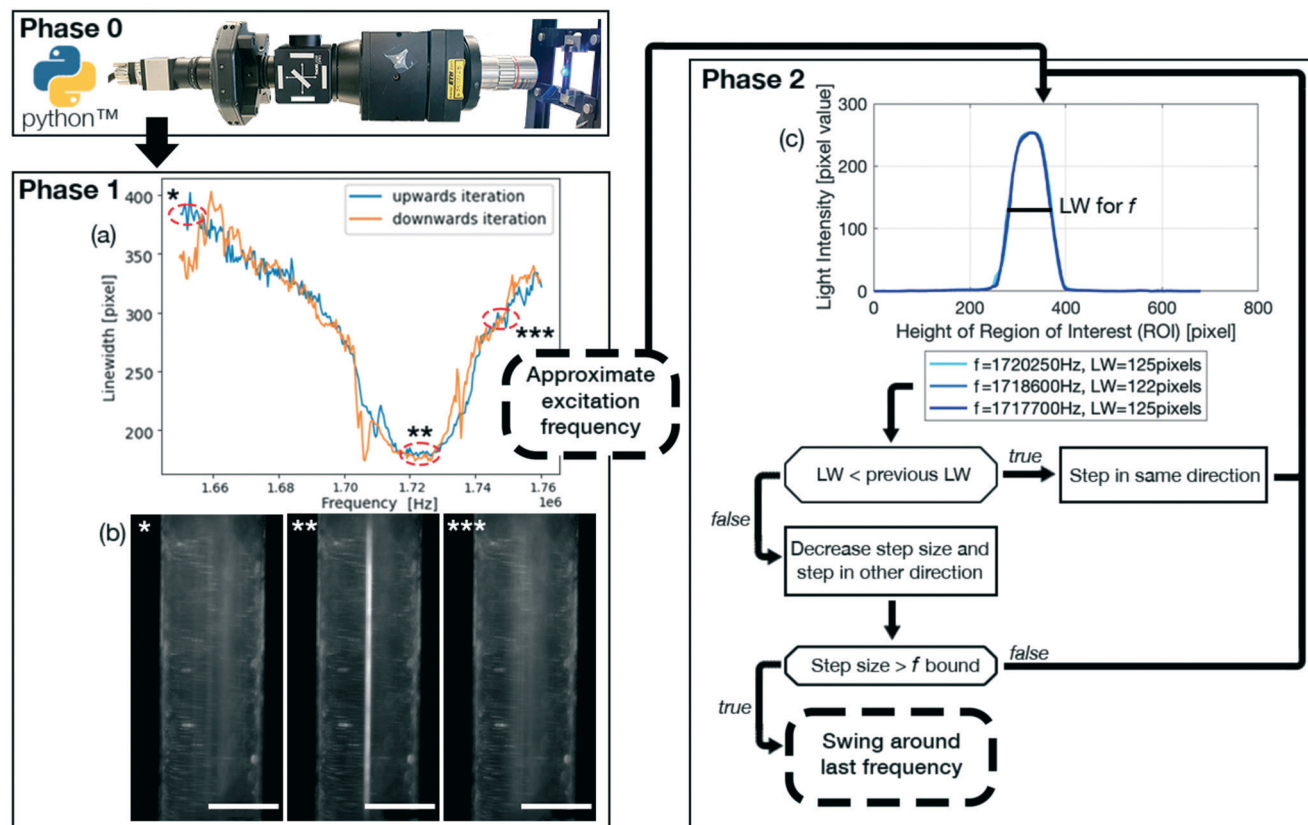 Phase 0
python™
Phase 1
(a)
Linewidth [pixel]
400
350
300
250
200
*
**
***
upwards iteration
downwards iteration
1.66
1.68
1.70
1.72
1.74
1.76
1e6
Frequency [Hz]
Approximate
excitation
frequency
(b)
*
**
***
Phase 2
(c)
Light Intensity [pixel value]
300
200
100
0
LW for f
0
200
400
600
800
Height of Region of Interest (ROI) [pixel]
f=1720250Hz, LW=125pixels
f=1718600Hz, LW=122pixels
f=1717700Hz, LW=125pixels
LW < previous LW
true
Step in same direction
false
Decrease step size and
step in other direction
Step size > f bound
false
true
Swing around
last frequency